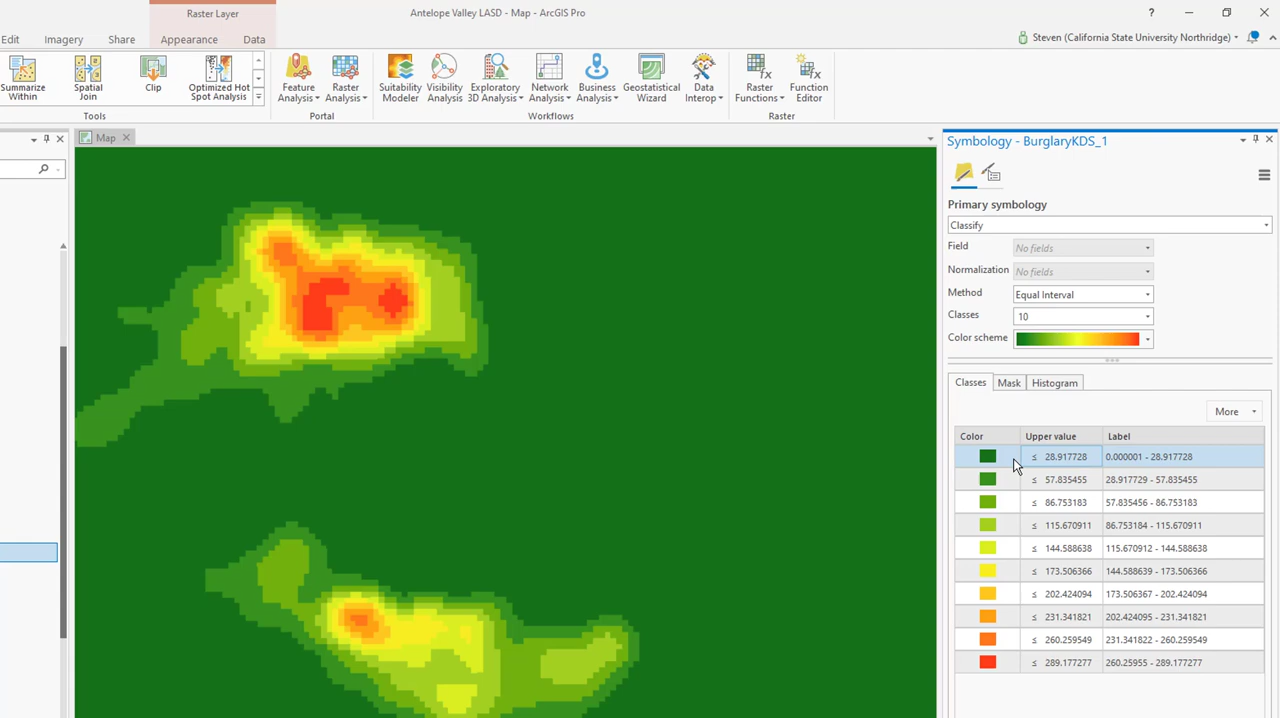 Raster Layer
Antelope Valley LASD - Map - ArcGIS Pro
?
Edit Imagery Share Appearance Data
Steven (California State University Northridge)
Summarize Within
Spatial Join
Clip
Optimized Hot Spot Analysis
Feature Analysis
Raster Analysis
Suitability Modeler
Visibility Analysis
Exploratory 3D Analysis
Network Analysis
Business Analysis
Geostatistical Wizard
Data Interop
Raster Functions
Function Editor
Tools Portal Workflows Raster
Map
Symbology - BurglaryKDS_1
Primary symbology
Classify
Field No fields
Normalization No fields
Method Equal Interval
Classes 10
Color scheme
Classes Mask Histogram
More
Color Upper value Label
≤ 28.917728 0.000001 - 28.917728
≤ 57.835455 28.917729 - 57.835455
≤ 86.753183 57.835456 - 86.753183
≤ 115.670911 86.753184 - 115.670911
≤ 144.588638 115.670912 - 144.588638
≤ 173.506366 144.588639 - 173.506366
≤ 202.424094 173.506367 - 202.424094
≤ 231.341821 202.424095 - 231.341821
≤ 260.259549 231.341822 - 260.259549
≤ 289.177277 260.25955 - 289.177277